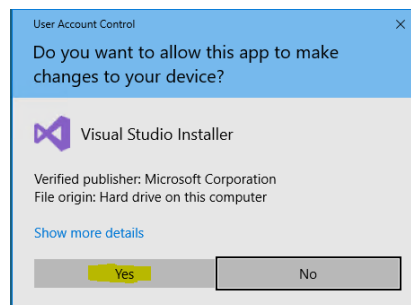 User Account Control
Do you want to allow this app to make
changes to your device?
Visual Studio Installer
Verified publisher: Microsoft Corporation
File origin: Hard drive on this computer
Show more details
Yes
No